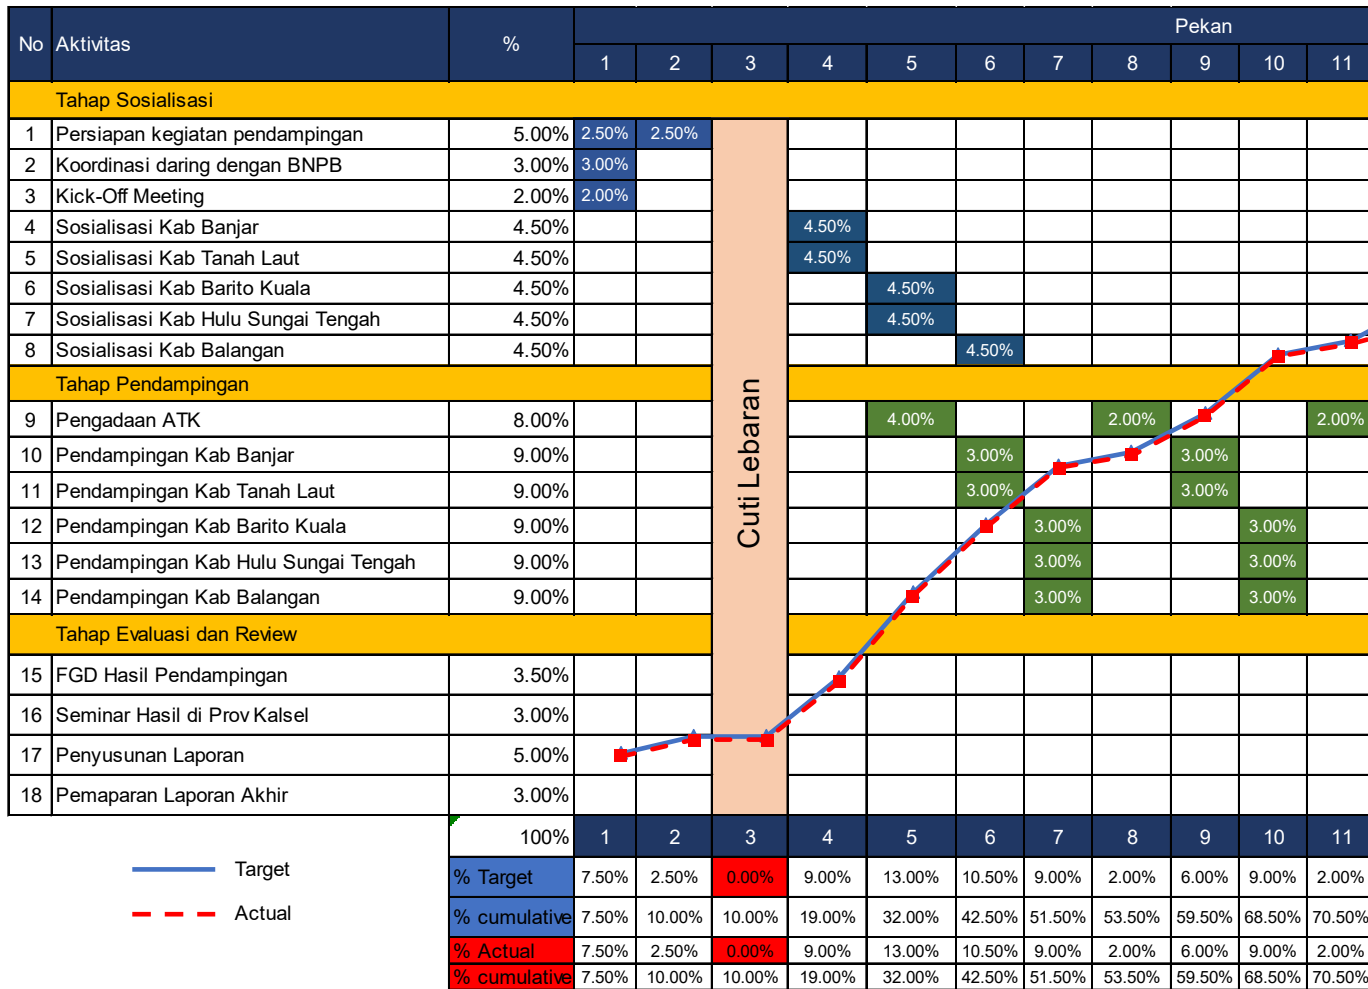 No Aktivitas % Pekan
1 2 3 4 5 6 7 8 9 10 11
Tahap Sosialisasi
1 Persiapan kegiatan pendampingan 5.00% 2.50% 2.50%
2 Koordinasi daring dengan BNPB 3.00% 3.00%
3 Kick-Off Meeting 2.00% 2.00%
4 Sosialisasi Kab Banjar 4.50% 4.50%
5 Sosialisasi Kab Tanah Laut 4.50% 4.50%
6 Sosialisasi Kab Barito Kuala 4.50% 4.50%
7 Sosialisasi Kab Hulu Sungai Tengah 4.50% 4.50%
8 Sosialisasi Kab Balangan 4.50% 4.50%
Cuti Lebaran
Tahap Pendampingan
9 Pengadaan ATK 8.00% 4.00% 2.00% 2.00%
10 Pendampingan Kab Banjar 9.00% 3.00% 3.00%
11 Pendampingan Kab Tanah Laut 9.00% 3.00% 3.00%
12 Pendampingan Kab Barito Kuala 9.00% 3.00% 3.00%
13 Pendampingan Kab Hulu Sungai Tengah 9.00% 3.00% 3.00%
14 Pendampingan Kab Balangan 9.00% 3.00% 3.00%
Tahap Evaluasi dan Review
15 FGD Hasil Pendampingan 3.50%
16 Seminar Hasil di Prov Kalsel 3.00%
17 Penyusunan Laporan 5.00%
18 Pemaparan Laporan Akhir 3.00%
100% 1 2 3 4 5 6 7 8 9 10 11
Target
Actual
% Target 7.50% 2.50% 0.00% 9.00% 13.00% 10.50% 9.00% 2.00% 6.00% 9.00% 2.00%
% cumulative 7.50% 10.00% 10.00% 19.00% 32.00% 42.50% 51.50% 53.50% 59.50% 68.50% 70.50%
% Actual 7.50% 2.50% 0.00% 9.00% 13.00% 10.50% 9.00% 2.00% 6.00% 9.00% 2.00%
% cumulative 7.50% 10.00% 10.00% 19.00% 32.00% 42.50% 51.50% 53.50% 59.50% 68.50% 70.50%